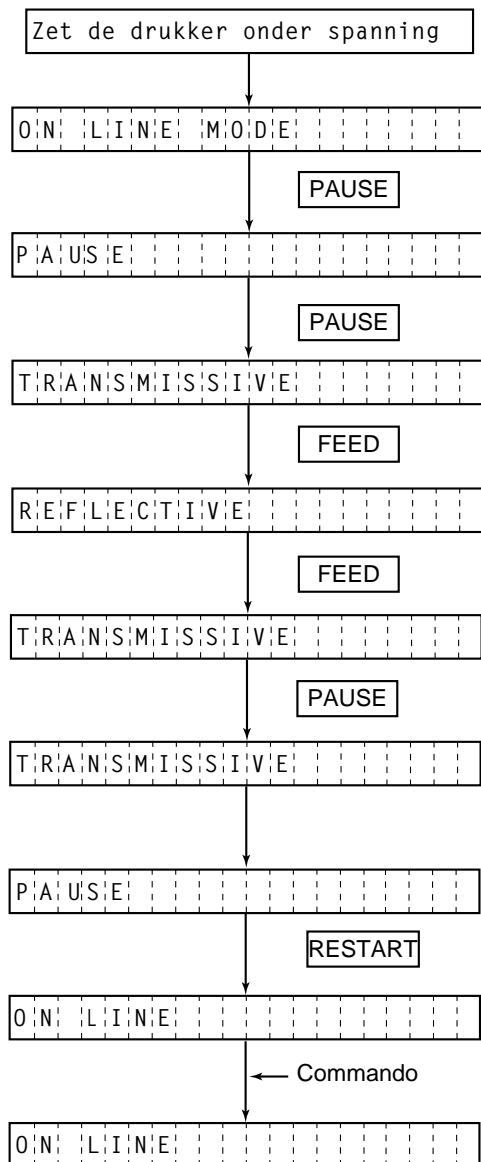 Zet de drukker onder spanning
ON LINE MODE
PAUSE
PAUSE
PAUSE
TRANSMISSIVE
FEED
REFLECTIVE
FEED
TRANSMISSIVE
PAUSE
TRANSMISSIVE
PAUSE
RESTART
ON LINE
Commando
ON LINE